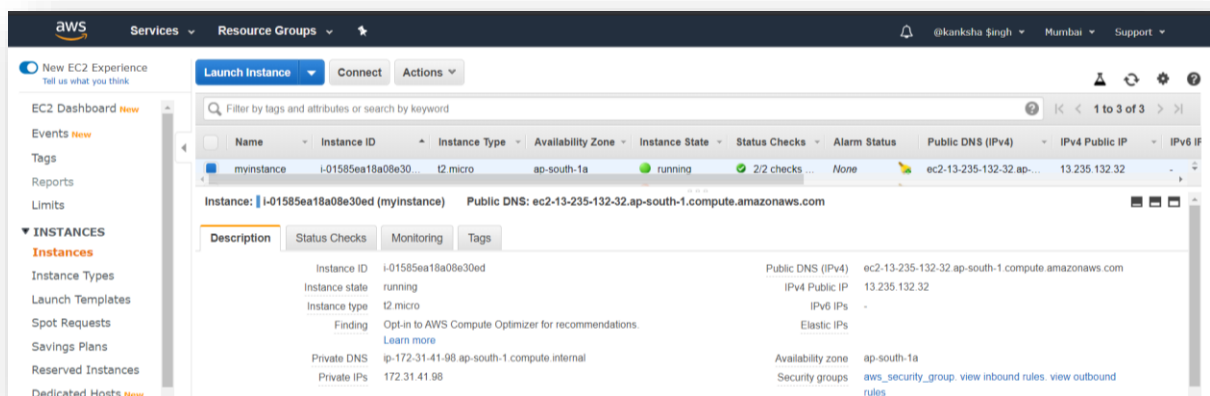 aws Services Resource Groups @kanksha $ingh Mumbai Support
New EC2 Experience
Tell us what you think
EC2 Dashboard New
Events New
Tags
Reports
Limits
INSTANCES
Instances
Instance Types
Launch Templates
Spot Requests
Savings Plans
Reserved Instances
Dedicated Hosts New
Launch Instance Connect Actions
Filter by tags and attributes or search by keyword 1 to 3 of 3
Name Instance ID Instance Type Availability Zone Instance State Status Checks Alarm Status Public DNS (IPv4) IPv4 Public IP IPv6 IP
myinstance i-01585ea18a08e30... t2.micro ap-south-1a running 2/2 checks ... None ec2-13-235-132-32.ap-... 13.235.132.32 -
Instance: i-01585ea18a08e30ed (myinstance) Public DNS: ec2-13-235-132-32.ap-south-1.compute.amazonaws.com
Description Status Checks Monitoring Tags
Instance ID i-01585ea18a08e30ed Public DNS (IPv4) ec2-13-235-132-32.ap-south-1.compute.amazonaws.com
Instance state running IPv4 Public IP 13.235.132.32
Instance type t2.micro IPv6 IPs -
Finding Opt-in to AWS Compute Optimizer for recommendations. Elastic IPs
Learn more
Private DNS ip-172-31-41-98.ap-south-1.compute.internal Availability zone ap-south-1a
Private IPs 172.31.41.98 Security groups aws_security_group. view inbound rules. view outbound
rules